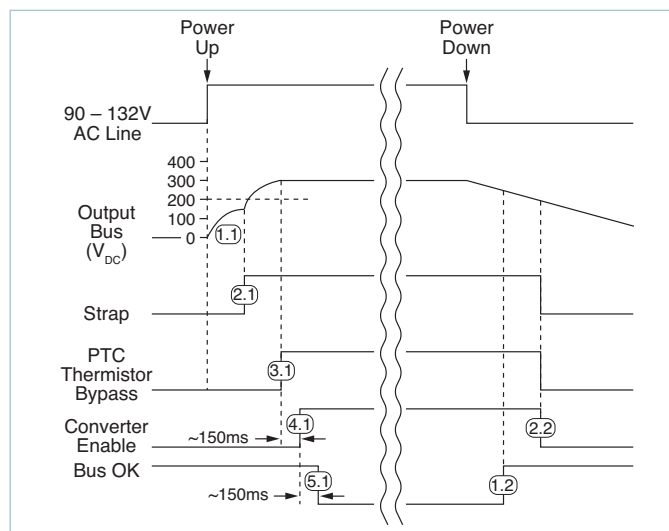 Power
Up
Power
Down
90 – 132V
AC Line
400
300
200
100
0
Output
Bus
(VDC)
1.1
2.1
Strap
PTC
Thermistor
Bypass
3.1
Converter
Enable
4.1
2.2
~150ms
Bus OK
5.1
1.2
~150ms